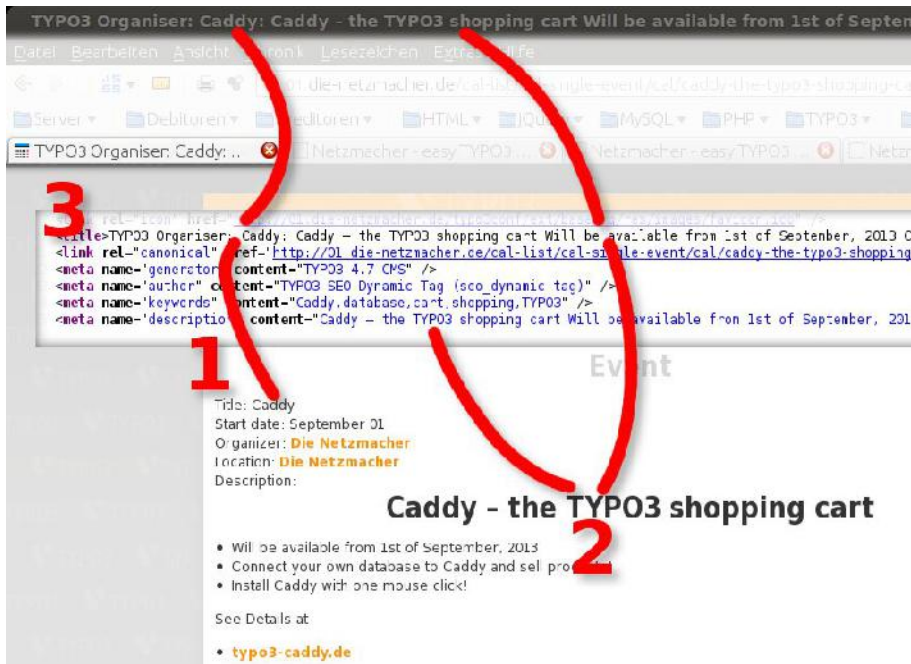 TYPO3 Organiser: Caddy: Caddy - the TYPO3 shopping cart Will be available from 1st of Septem
Datei Bearbeiten Ansicht Chronik Lesezeichen Extras Hilfe
Server Debitoren Kreditoren HTML JQuery MySQL PHP TYPO3
TYPO3 Organiser: Caddy: ... Netzmacher - easy TYPO3 ... Netzmacher - easy TYPO3 ... Netzm
3
<title>TYPO3 Organiser: Caddy: Caddy – the TYPO3 shopping cart Will be available from 1st of September, 2013 C
<link rel="canonical" href="http://01.die-netzmacher.de/cal-list/cal-single-event/cal/caddy-the-typo3-shopping
<meta name="generator" content="TYPO3 4.7 CMS" />
<meta name="author" content="TYPO3 SEO Dynamic Tag (seo_dynamic_tag)" />
<meta name="keywords" content="Caddy,database,cart,shopping,TYPO3" />
<meta name="description" content="Caddy – the TYPO3 shopping cart Will be available from 1st of September, 201
1
Event
Title: Caddy
Start date: September 01
Organizer: Die Netzmacher
Location: Die Netzmacher
Description:
Caddy – the TYPO3 shopping cart
2
• Will be available from 1st of September, 2013
• Connect your own database to Caddy and sell
• Install Caddy with one mouse click!
See Details at
• typo3-caddy.de